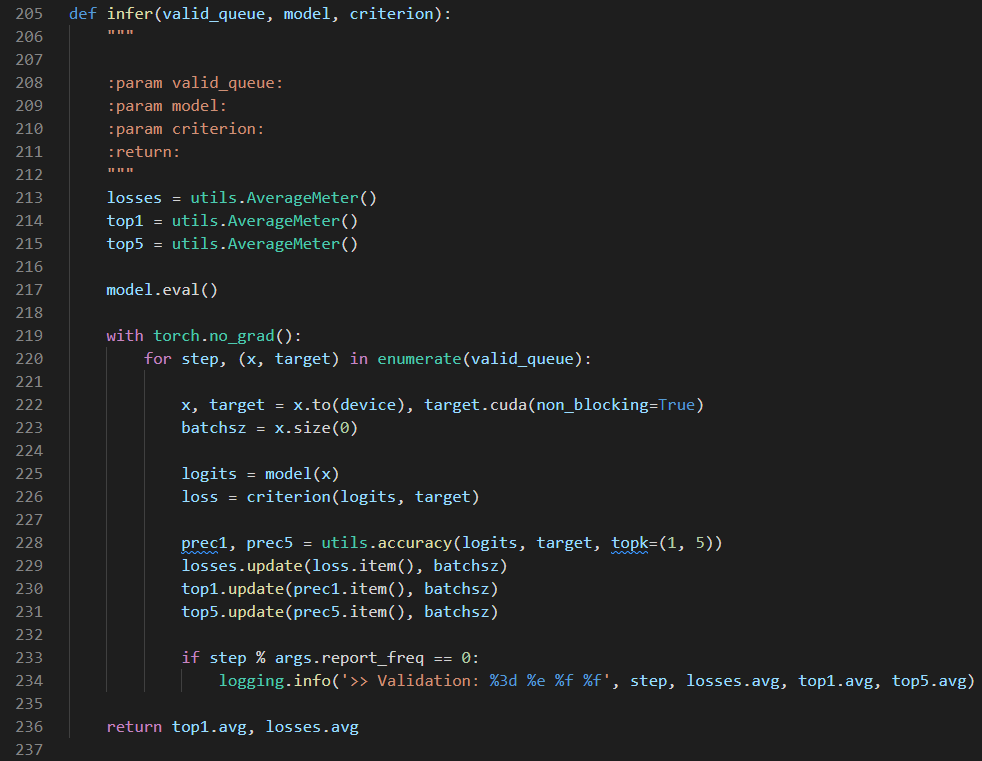 205 def infer(valid_queue, model, criterion):
206     """
207
208     :param valid_queue:
209     :param model:
210     :param criterion:
211     :return:
212     """
213     losses = utils.AverageMeter()
214     top1 = utils.AverageMeter()
215     top5 = utils.AverageMeter()
216
217     model.eval()
218
219     with torch.no_grad():
220         for step, (x, target) in enumerate(valid_queue):
221
222             x, target = x.to(device), target.cuda(non_blocking=True)
223             batchsz = x.size(0)
224
225             logits = model(x)
226             loss = criterion(logits, target)
227
228             prec1, prec5 = utils.accuracy(logits, target, topk=(1, 5))
229             losses.update(loss.item(), batchsz)
230             top1.update(prec1.item(), batchsz)
231             top5.update(prec5.item(), batchsz)
232
233             if step % args.report_freq == 0:
234                 logging.info('>> Validation: %3d %e %f %f', step, losses.avg, top1.avg, top5.avg)
235
236     return top1.avg, losses.avg
237